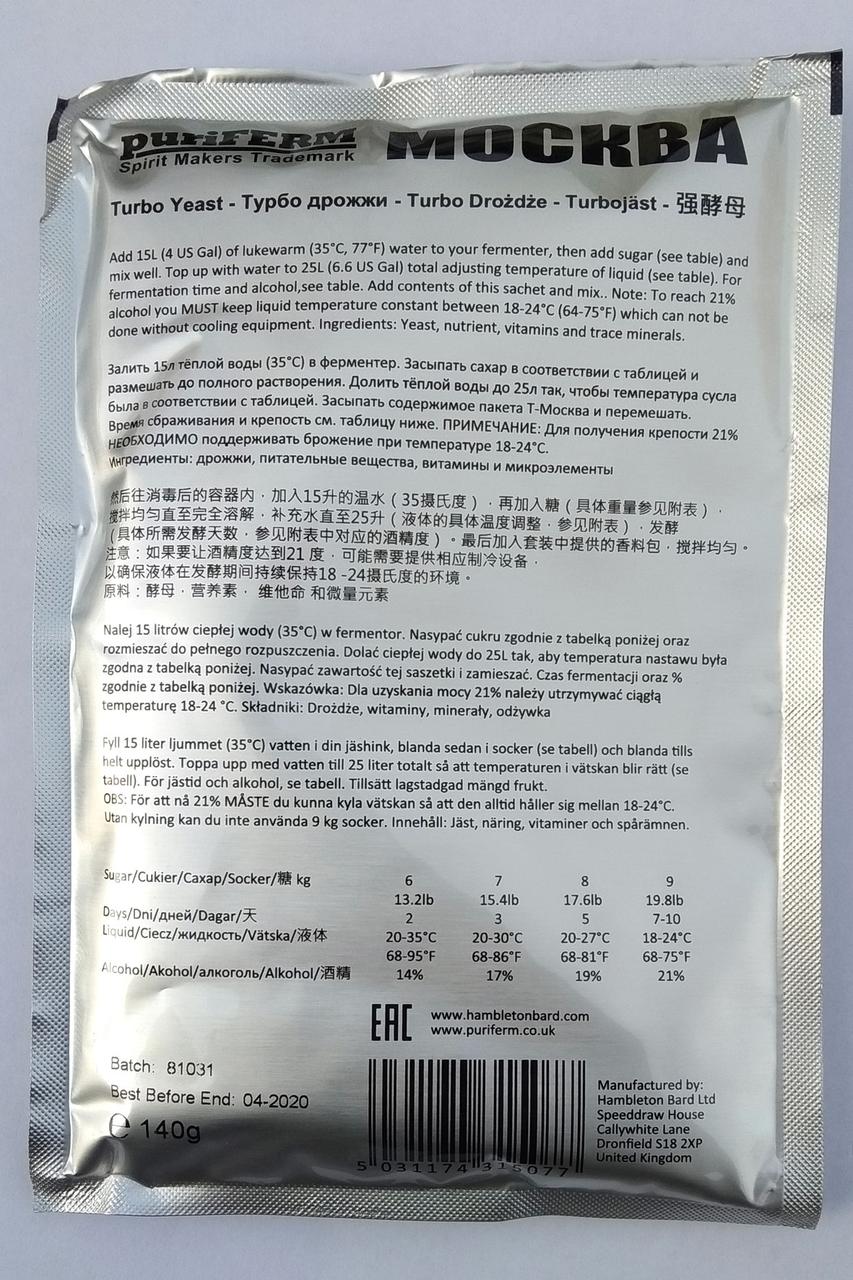 PURIFERM
Spirit Makers Trademark
МОСКВА
Turbo Yeast - Турбо дрожжи - Turbo Drożdże - Turbojäst - 强酵母
Add 15L (4 US Gal) of lukewarm (35°C, 77°F) water to your fermenter, then add sugar (see table) and
mix well. Top up with water to 25L (6.6 US Gal) total adjusting temperature of liquid (see table). For
fermentation time and alcohol,see table. Add contents of this sachet and mix.. Note: To reach 21%
alcohol you MUST keep liquid temperature constant between 18-24°C (64-75°F) which can not be
done without cooling equipment. Ingredients: Yeast, nutrient, vitamins and trace minerals.
Залить 15л тёплой воды (35°C) в ферментер. Засыпать сахар в соответствии с таблицей и
размешать до полного растворения. Долить тёплой воды до 25л так, чтобы температура сусла
была в соответствии с таблицей. Засыпать содержимое пакета Т-Москва и перемешать.
Время сбраживания и крепость см. таблицу ниже. ПРИМЕЧАНИЕ: Для получения крепости 21%
НЕОБХОДИМО поддерживать брожение при температуре 18-24°C.
Ингредиенты: дрожжи, питательные вещества, витамины и микроэлементы
然后往消毒后的容器内，加入15升的温水（35摄氏度），再加入糖（具体重量参见附表），
搅拌均匀直至完全溶解，补充水直至25升（液体的具体温度调整，参见附表），发酵
（具体所需发酵天数，参见附表中对应的酒精度）。最后加入套装中提供的香料包，搅拌均匀。
注意：如果要让酒精度达到21 度，可能需要提供相应制冷设备，
以确保液体在发酵期间持续保持18 -24摄氏度的环境。
原料：酵母，营养素， 维他命 和微量元素
Nalej 15 litrów ciepłej wody (35°C) w fermentor. Nasypać cukru zgodnie z tabelką poniżej oraz
rozmieszać do pełnego rozpuszczenia. Dolać ciepłej wody do 25L tak, aby temperatura nastawu była
zgodna z tabelką poniżej. Nasypać zawartość tej saszetki i zamieszać. Czas fermentacji oraz %
zgodnie z tabelką poniżej. Wskazówka: Dla uzyskania mocy 21% należy utrzymywać ciągłą
temperaturę 18-24 °C. Składniki: Drożdże, witaminy, minerały, odżywka
Fyll 15 liter ljummet (35°C) vatten i din jäshink, blanda sedan i socker (se tabell) och blanda tills
helt upplöst. Toppa upp med vatten till 25 liter totalt så att temperaturen i vätskan blir rätt (se
tabell). För jästid och alkohol, se tabell. Tillsätt lagstadgad mängd frukt.
OBS: För att nå 21% MÅSTE du kunna kyla vätskan så att den alltid håller sig mellan 18-24°C.
Utan kylning kan du inte använda 9 kg socker. Innehåll: Jäst, näring, vitaminer och spårämnen.
Sugar/Cukier/Сахар/Socker/糖 kg 6 7 8 9
13.2lb 15.4lb 17.6lb 19.8lb
Days/Dni/дней/Dagar/天 2 3 5 7-10
Liquid/Ciecz/жидкость/Vätska/液体 20-35°C 20-30°C 20-27°C 18-24°C
68-95°F 68-86°F 68-81°F 68-75°F
Alcohol/Akohol/алкоголь/Alkohol/酒精 14% 17% 19% 21%
EAC
www.hambletonbard.com
www.puriferm.co.uk
Batch: 81031
Best Before End: 04-2020
℮ 140g
5 031174 315077
Manufactured by:
Hambleton Bard Ltd
Speeddraw House
Callywhite Lane
Dronfield S18 2XP
United Kingdom